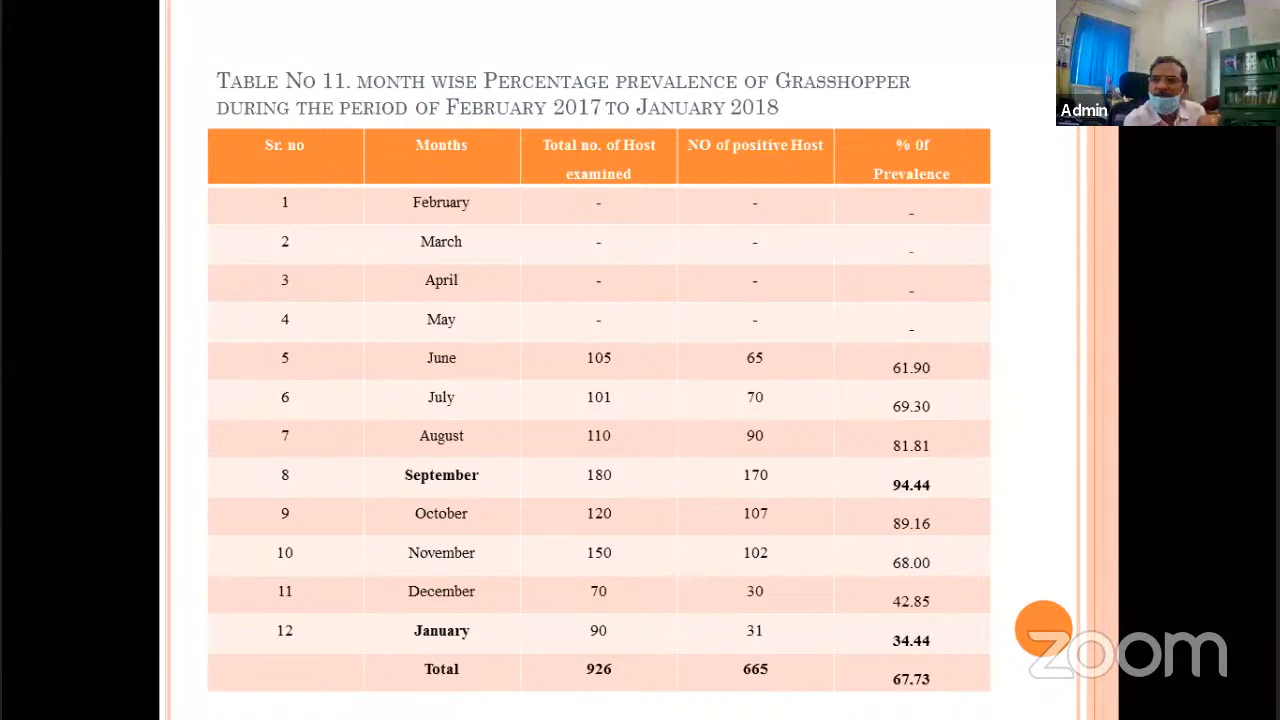 TABLE NO 11. MONTH WISE PERCENTAGE PREVALENCE OF GRASSHOPPER
DURING THE PERIOD OF FEBRUARY 2017 TO JANUARY 2018
Admin
Sr. no Months Total no. of Host examined NO of positive Host % 0f Prevalence
1 February - - -
2 March - - -
3 April - - -
4 May - - -
5 June 105 65 61.90
6 July 101 70 69.30
7 August 110 90 81.81
8 September 180 170 94.44
9 October 120 107 89.16
10 November 150 102 68.00
11 December 70 30 42.85
12 January 90 31 34.44
Total 926 665 67.73
zoom